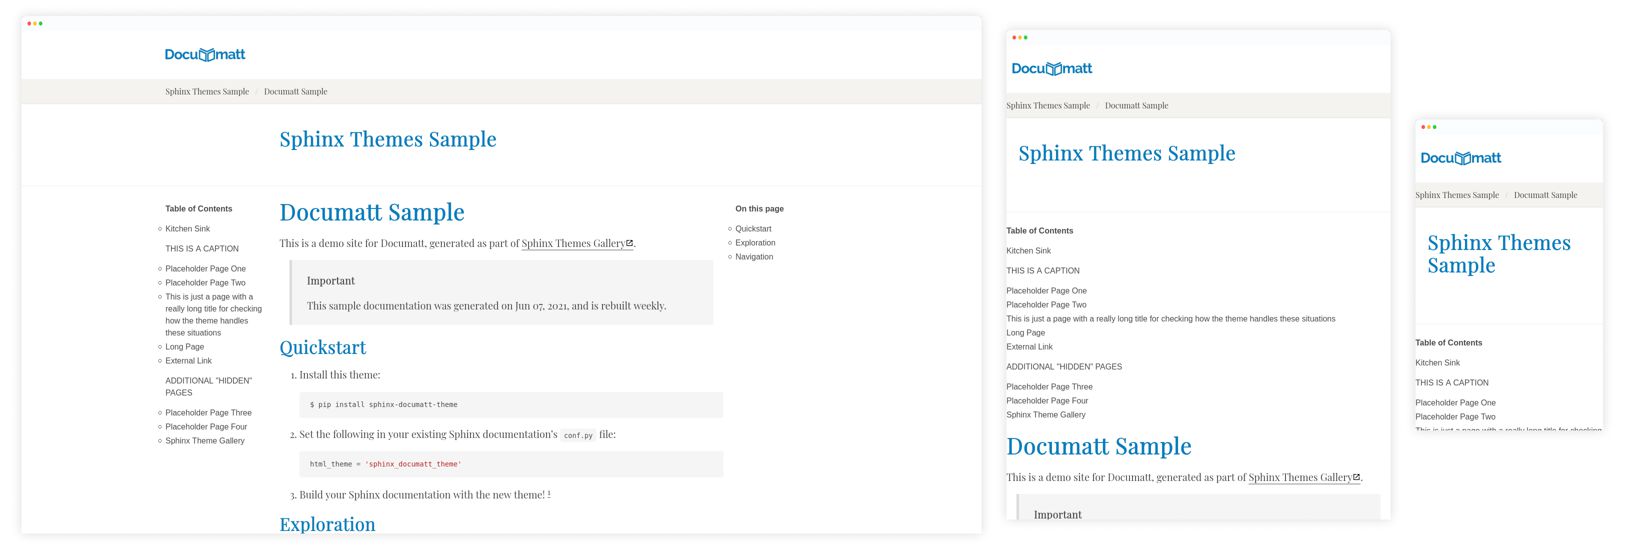 Documatt
Sphinx Themes Sample / Documatt Sample
Sphinx Themes Sample
Table of Contents
Kitchen Sink
THIS IS A CAPTION
Placeholder Page One
Placeholder Page Two
This is just a page with a
really long title for checking
how the theme handles
these situations
Long Page
External Link
ADDITIONAL "HIDDEN"
PAGES
Placeholder Page Three
Placeholder Page Four
Sphinx Theme Gallery
Documatt Sample
This is a demo site for Documatt, generated as part of Sphinx Themes Gallery.
Important
This sample documentation was generated on Jun 07, 2021, and is rebuilt weekly.
Quickstart
1. Install this theme:
$ pip install sphinx-documatt-theme
2. Set the following in your existing Sphinx documentation's conf.py file:
html_theme = 'sphinx_documatt_theme'
3. Build your Sphinx documentation with the new theme! 1
Exploration
On this page
Quickstart
Exploration
Navigation
Documatt
Sphinx Themes Sample / Documatt Sample
Sphinx Themes Sample
Table of Contents
Kitchen Sink
THIS IS A CAPTION
Placeholder Page One
Placeholder Page Two
This is just a page with a really long title for checking how the theme handles these situations
Long Page
External Link
ADDITIONAL "HIDDEN" PAGES
Placeholder Page Three
Placeholder Page Four
Sphinx Theme Gallery
Documatt Sample
This is a demo site for Documatt, generated as part of Sphinx Themes Gallery.
Important
Documatt
Sphinx Themes Sample / Documatt Sample
Sphinx Themes
Sample
Table of Contents
Kitchen Sink
THIS IS A CAPTION
Placeholder Page One
Placeholder Page Two
This is just a page with a really long title for checking